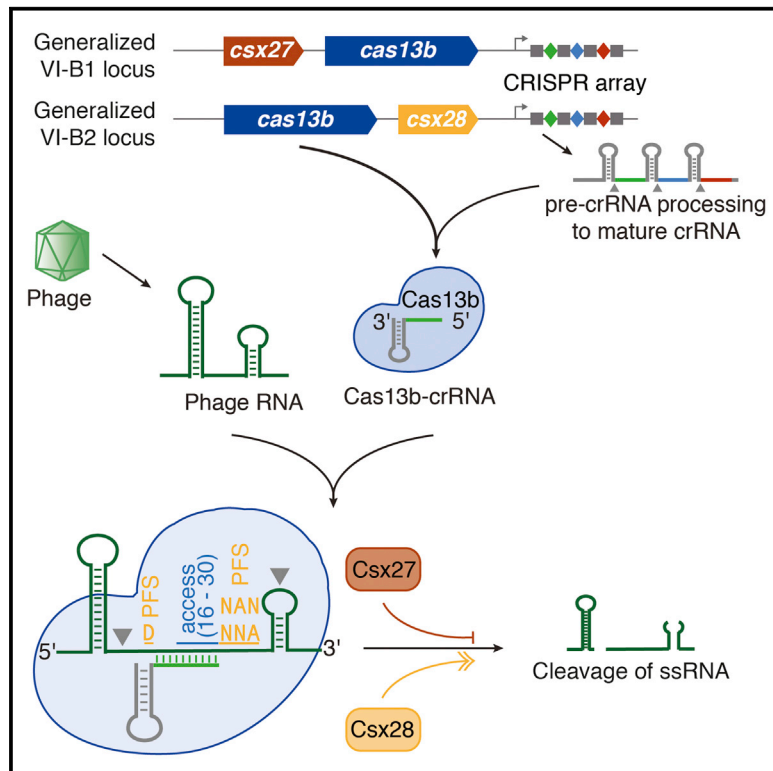 Generalized
VI-B1 locus
csx27
cas13b
CRISPR array
Generalized
VI-B2 locus
cas13b
csx28
pre-crRNA processing
to mature crRNA
Phage
Cas13b
3' 5'
Phage RNA
Cas13b-crRNA
Csx27
D PFS
access
(16 - 30)
PFS
NAN
NNA
5'
3'
Cleavage of ssRNA
Csx28